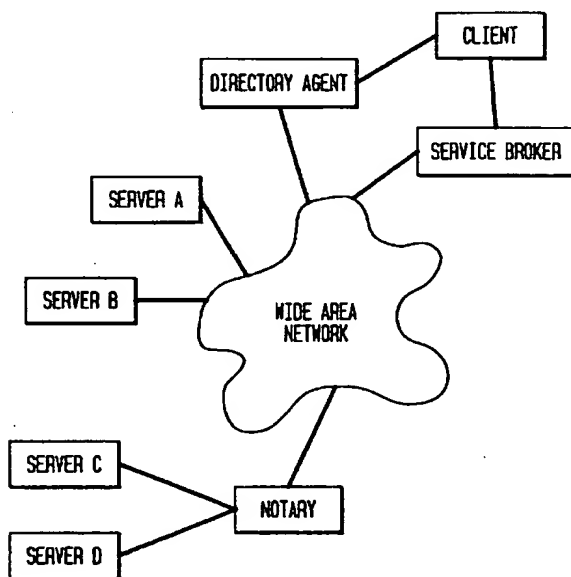 CLIENT
DIRECTORY AGENT
SERVICE BROKER
SERVER A
SERVER B
WIDE AREA
NETWORK
SERVER C
NOTARY
SERVER D